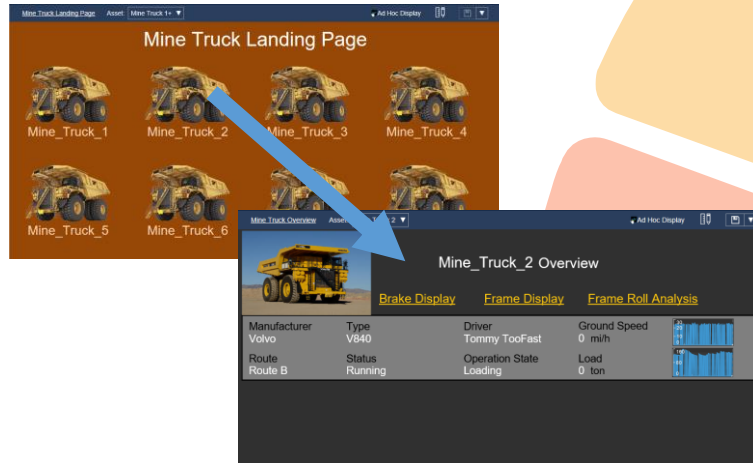 Mine Truck Landing Page Asset Mine Truck 1+ Ad Hoc Display
Mine Truck Landing Page
Mine_Truck_1 Mine_Truck_2 Mine_Truck_3 Mine_Truck_4
Mine_Truck_5 Mine_Truck_6
Mine Truck Overview 2 Ad Hoc Display
Mine_Truck_2 Overview
Brake Display Frame Display Frame Roll Analysis
Manufacturer Type Driver Ground Speed
Volvo V840 Tommy TooFast 0 mi/h
Route Status Operation State Load
Route B Running Loading 0 ton